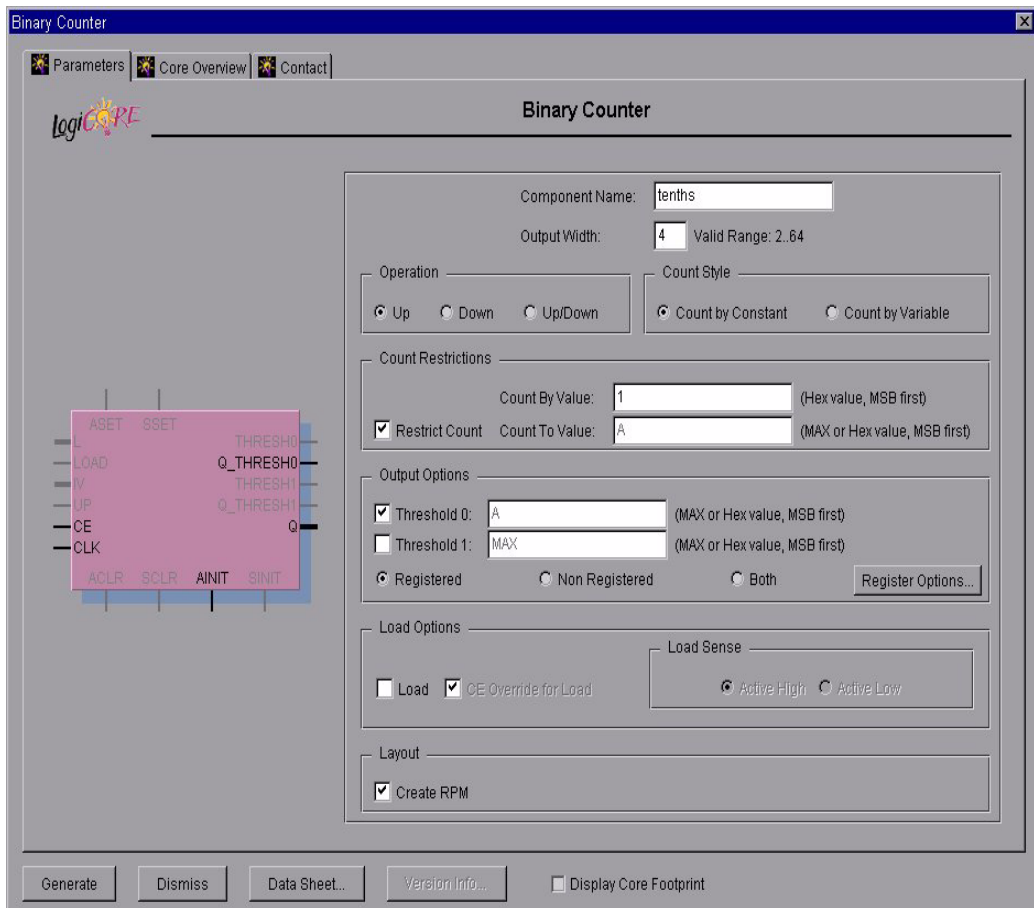 Binary Counter
Parameters Core Overview Contact
LogiCORE
Binary Counter
Component Name: tenths
Output Width: 4 Valid Range: 2..64
Operation
Up Down Up/Down
Count Style
Count by Constant Count by Variable
Count Restrictions
Count By Value: 1 (Hex value, MSB first)
Restrict Count Count To Value: A (MAX or Hex value, MSB first)
Output Options
Threshold 0: A (MAX or Hex value, MSB first)
Threshold 1: MAX (MAX or Hex value, MSB first)
Registered Non Registered Both Register Options...
Load Options
Load CE Override for Load
Load Sense
Active High Active Low
Layout
Create RPM
ASET SSET
L THRESH0
LOAD Q_THRESH0
IV THRESH1
UP Q_THRESH1
CE Q
CLK
ACLR SCLR AINIT SINIT
Generate Dismiss Data Sheet... Version Info... Display Core Footprint